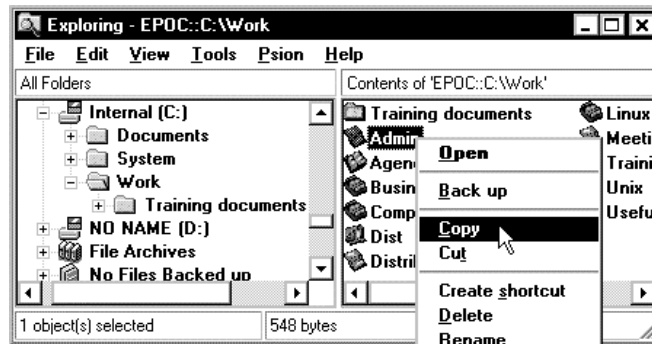 Exploring - EPOC::C:\Work
File Edit View Tools Psion Help
All Folders
Contents of 'EPOC::C:\Work'
Internal (C:)
Documents
System
Work
Training documents
NO NAME (D:)
File Archives
No Files Backed up
Training documents
Admin
Agen
Busin
Comp
Dist
Distri
Linux
Meeti
Traini
Unix
Usefu
Open
Back up
Copy
Cut
Create shortcut
Delete
Rename
1 object(s) selected
548 bytes